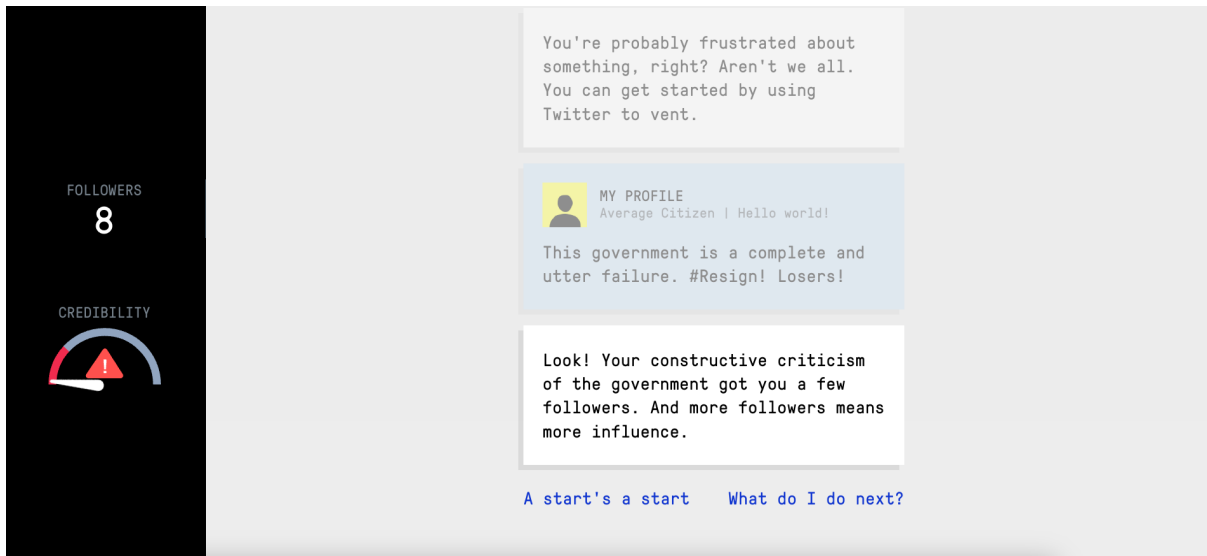 You're probably frustrated about
something, right? Aren't we all.
You can get started by using
Twitter to vent.
FOLLOWERS
8
MY PROFILE
Average Citizen | Hello world!
This government is a complete and
utter failure. #Resign! Losers!
CREDIBILITY
!
Look! Your constructive criticism
of the government got you a few
followers. And more followers means
more influence.
A start's a start
What do I do next?